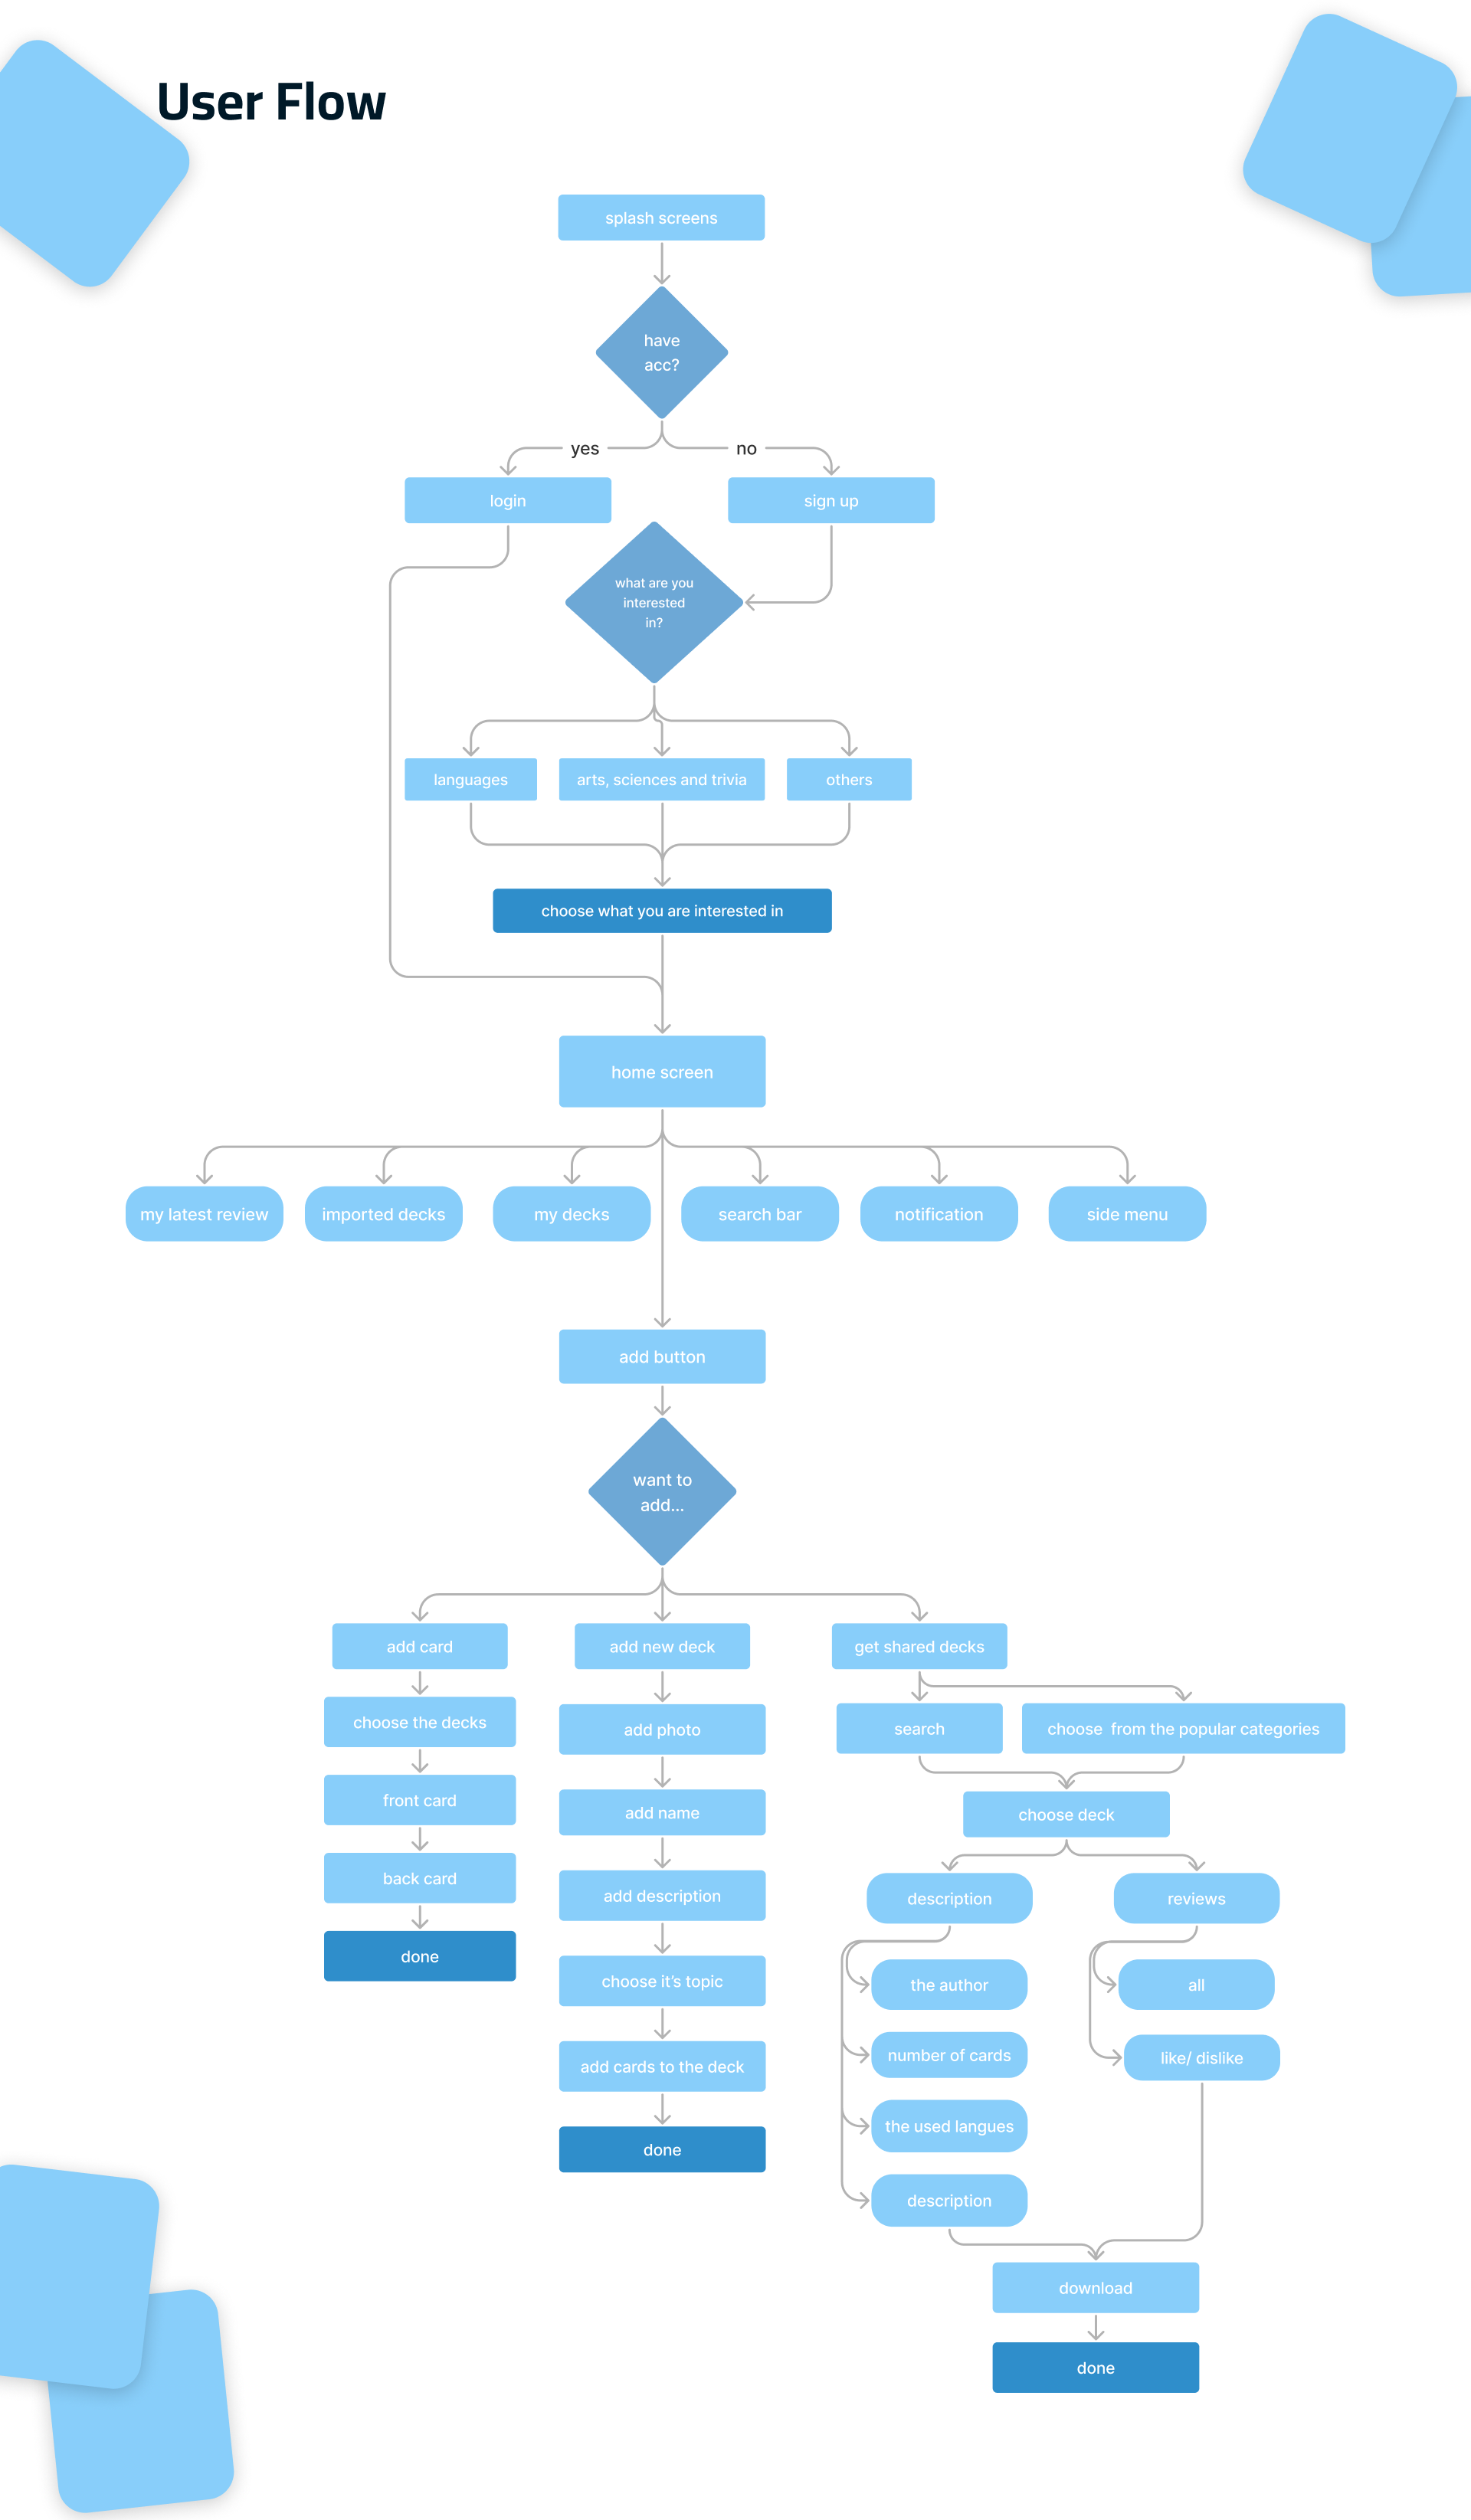 User Flow
splash screens
have
acc?
yes
no
login
sign up
what are you
interested
in?
languages
arts, sciences and trivia
others
choose what you are interested in
home screen
my latest review
imported decks
my decks
search bar
notification
side menu
add button
want to
add...
add card
add new deck
get shared decks
choose the decks
add photo
search
choose  from the popular categories
front card
add name
choose deck
back card
add description
description
reviews
done
choose it’s topic
the author
all
add cards to the deck
number of cards
like/ dislike
done
the used langues
description
download
done